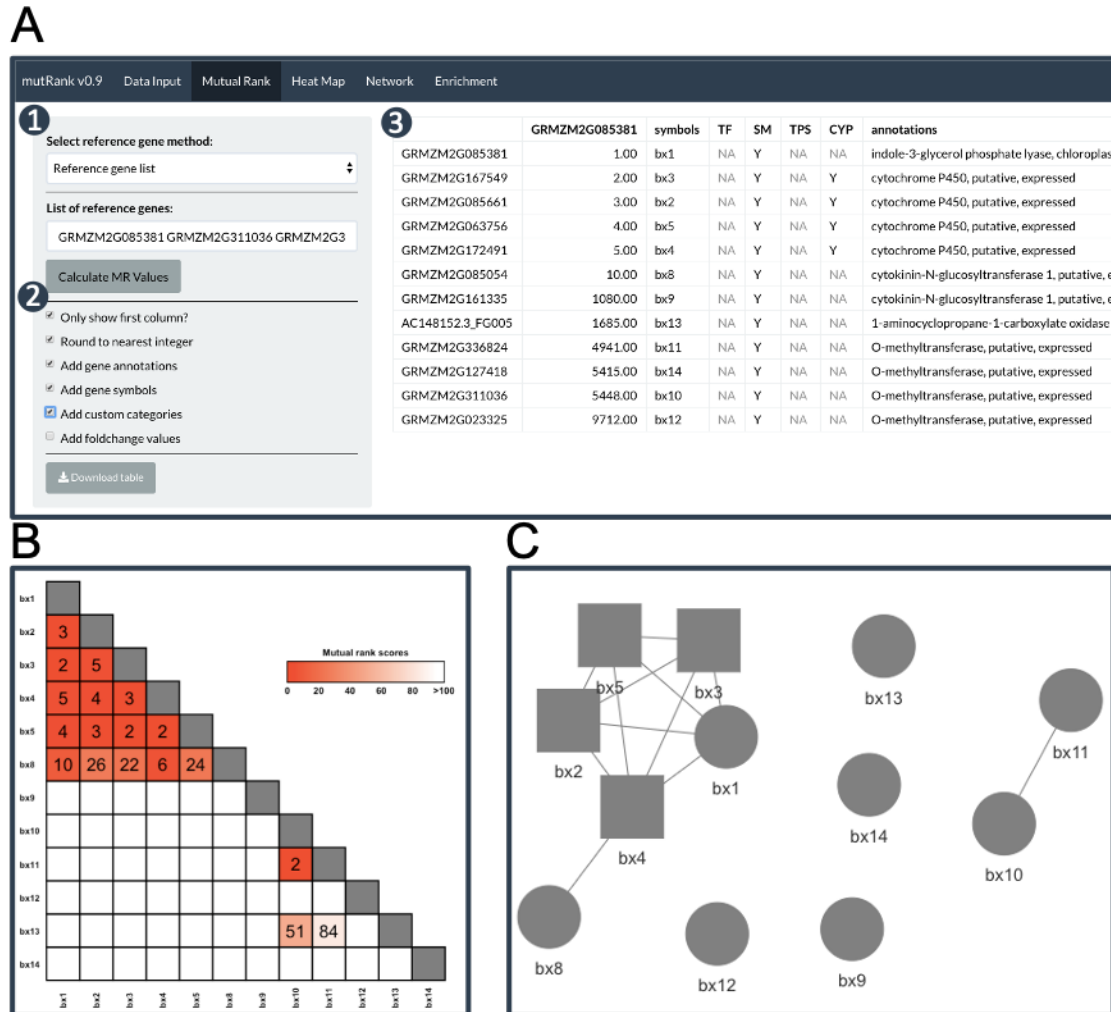 A
mutRank v0.9 Data Input Mutual Rank Heat Map Network Enrichment
1
Select reference gene method:
Reference gene list
List of reference genes:
GRMZM2G085381 GRMZM2G311036 GRMZM2G3
Calculate MR Values
2
Only show first column?
Round to nearest integer
Add gene annotations
Add gene symbols
Add custom categories
Add foldchange values
Download table
3
GRMZM2G085381 symbols TF SM TPS CYP annotations
GRMZM2G085381 1.00 bx1 NA Y NA NA indole-3-glycerol phosphate lyase, chloroplas
GRMZM2G167549 2.00 bx3 NA Y NA Y cytochrome P450, putative, expressed
GRMZM2G085661 3.00 bx2 NA Y NA Y cytochrome P450, putative, expressed
GRMZM2G063756 4.00 bx5 NA Y NA Y cytochrome P450, putative, expressed
GRMZM2G172491 5.00 bx4 NA Y NA Y cytochrome P450, putative, expressed
GRMZM2G085054 10.00 bx8 NA Y NA NA cytokinin-N-glucosyltransferase 1, putative, e
GRMZM2G161335 1080.00 bx9 NA Y NA NA cytokinin-N-glucosyltransferase 1, putative, e
AC148152.3_FG005 1685.00 bx13 NA Y NA NA 1-aminocyclopropane-1-carboxylate oxidase
GRMZM2G336824 4941.00 bx11 NA Y NA NA O-methyltransferase, putative, expressed
GRMZM2G127418 5415.00 bx14 NA Y NA NA O-methyltransferase, putative, expressed
GRMZM2G311036 5448.00 bx10 NA Y NA NA O-methyltransferase, putative, expressed
GRMZM2G023325 9712.00 bx12 NA Y NA NA O-methyltransferase, putative, expressed
B
bx1
bx2 3
bx3 2 5
bx4 5 4 3
bx5 4 3 2 2
bx8 10 26 22 6 24
bx9
bx10
bx11 2
bx12
bx13 51 84
bx14
bx1 bx2 bx3 bx4 bx5 bx8 bx9 bx10 bx11 bx12 bx13 bx14
Mutual rank scores
0 20 40 60 80 >100
C
bx5 bx3
bx13
bx11
bx2 bx1
bx14
bx4
bx10
bx8
bx12 bx9